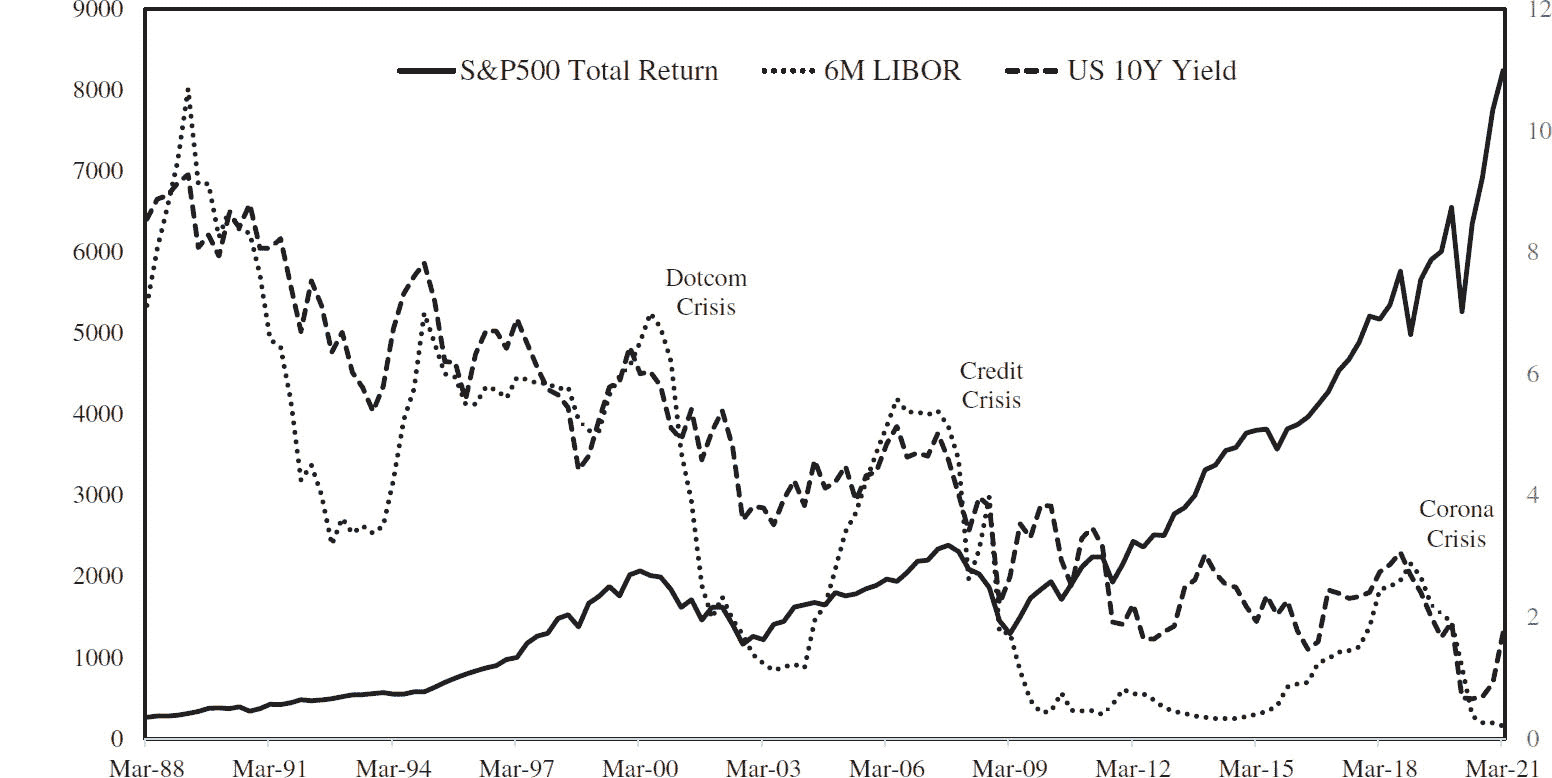 9000
8000
7000
6000
5000
4000
3000
2000
1000
0
12
10
8
6
4
2
0
S&P500 Total Return 6M LIBOR US 10Y Yield
Dotcom
Crisis
Credit
Crisis
Corona
Crisis
Mar-88 Mar-91 Mar-94 Mar-97 Mar-00 Mar-03 Mar-06 Mar-09 Mar-12 Mar-15 Mar-18 Mar-21